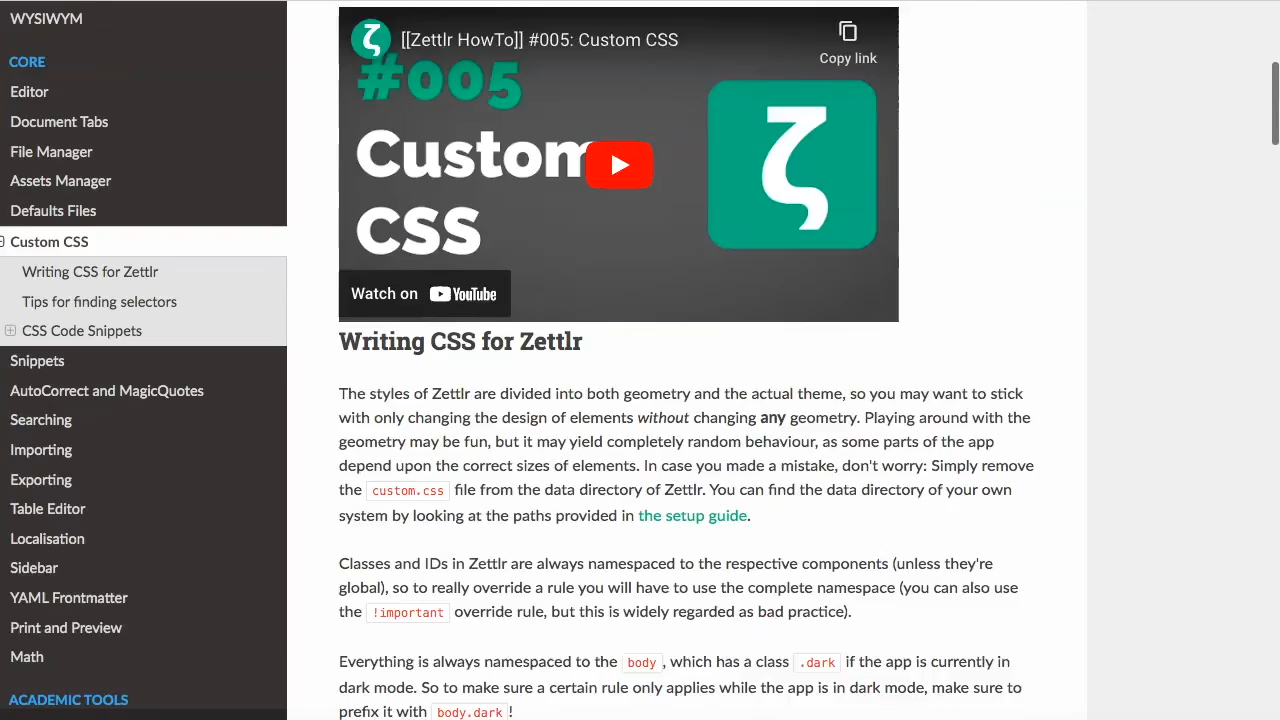 WYSIWYM
CORE
Editor
Document Tabs
File Manager
Assets Manager
Defaults Files
Custom CSS
Writing CSS for Zettlr
Tips for finding selectors
CSS Code Snippets
Snippets
AutoCorrect and MagicQuotes
Searching
Importing
Exporting
Table Editor
Localisation
Sidebar
YAML Frontmatter
Print and Preview
Math
ACADEMIC TOOLS
[[Zettlr HowTo]] #005: Custom CSS
Copy link
#005
Custom
CSS
ζ
Watch on YouTube
Writing CSS for Zettlr
The styles of Zettlr are divided into both geometry and the actual theme, so you may want to stick
with only changing the design of elements without changing any geometry. Playing around with the
geometry may be fun, but it may yield completely random behaviour, as some parts of the app
depend upon the correct sizes of elements. In case you made a mistake, don't worry: Simply remove
the custom.css file from the data directory of Zettlr. You can find the data directory of your own
system by looking at the paths provided in the setup guide.
Classes and IDs in Zettlr are always namespaced to the respective components (unless they're
global), so to really override a rule you will have to use the complete namespace (you can also use
the !important override rule, but this is widely regarded as bad practice).
Everything is always namespaced to the body, which has a class .dark if the app is currently in
dark mode. So to make sure a certain rule only applies while the app is in dark mode, make sure to
prefix it with body.dark!